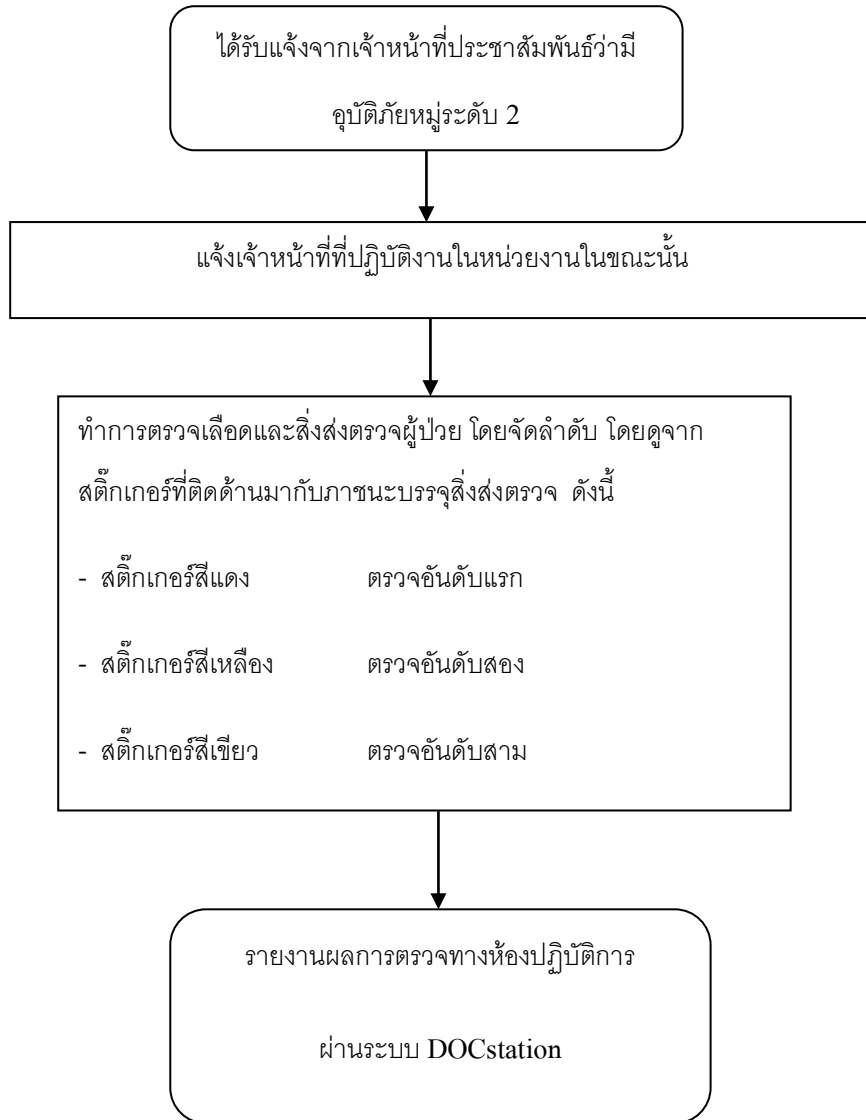 ได้รับแจ้งจากเจ้าหน้าที่ประชาสัมพันธ์ว่ามี
อุบัติภัยหมู่ระดับ 2
แจ้งเจ้าหน้าที่ที่ปฏิบัติงานในหน่วยงานในขณะนั้น
ทำการตรวจเลือดและสิ่งส่งตรวจผู้ป่วย โดยจัดลำดับ โดยดูจาก
สติ๊กเกอร์ที่ติดด้านมากับภาชนะบรรจุสิ่งส่งตรวจ ดังนี้
- สติ๊กเกอร์สีแดง ตรวจอันดับแรก
- สติ๊กเกอร์สีเหลือง ตรวจอันดับสอง
- สติ๊กเกอร์สีเขียว ตรวจอันดับสาม
รายงานผลการตรวจทางห้องปฏิบัติการ
ผ่านระบบ DOCstation